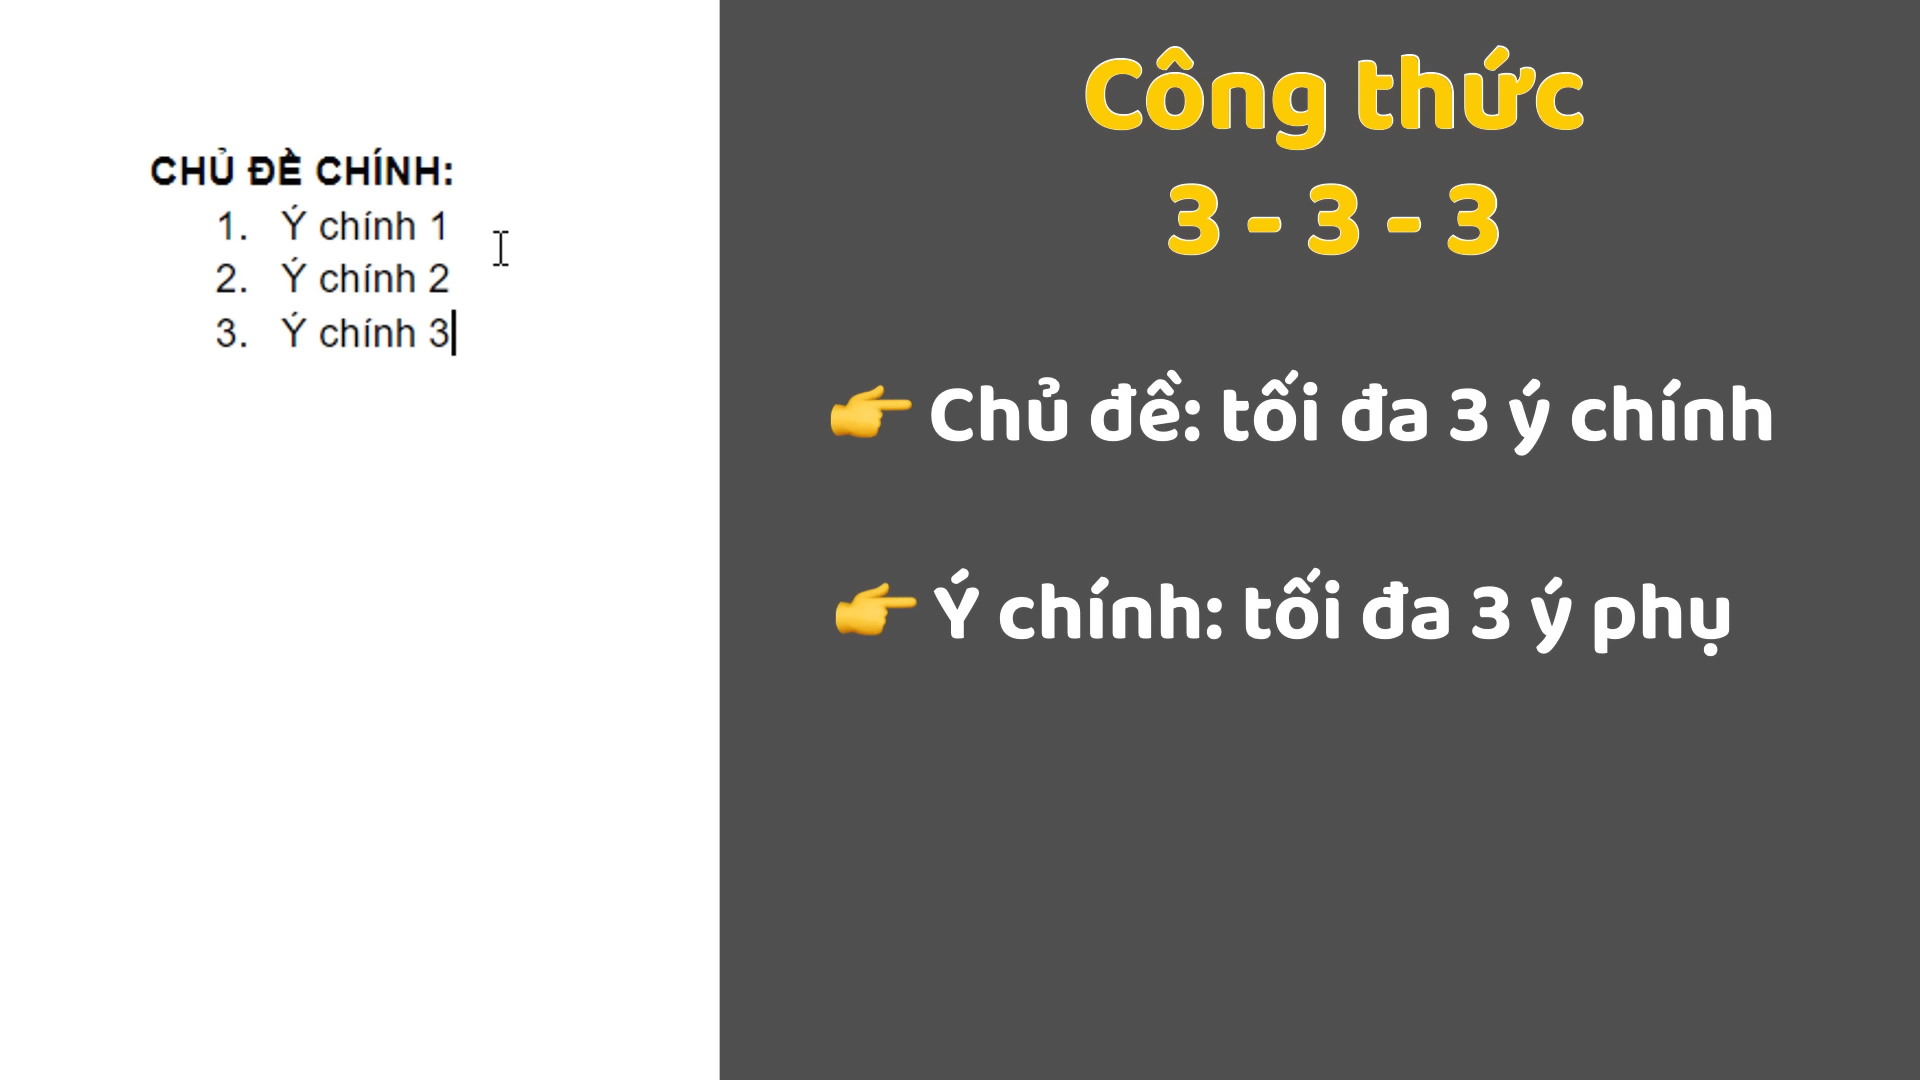 CHỦ ĐỀ CHÍNH:
1. Ý chính 1
2. Ý chính 2
3. Ý chính 3
Công thức
3 - 3 - 3
👉 Chủ đề: tối đa 3 ý chính
👉 Ý chính: tối đa 3 ý phụ